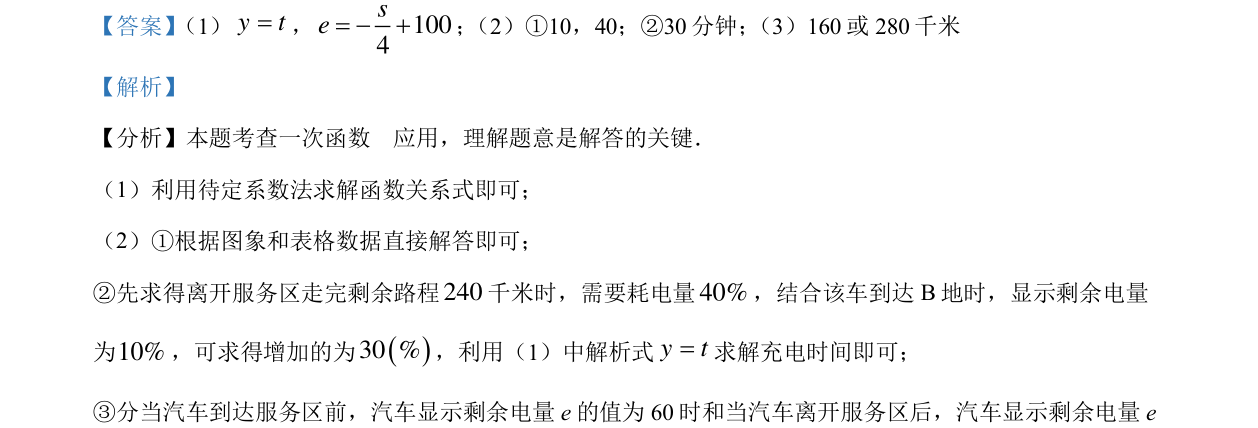 【答案】（1） y = t ， e = −s/4 + 100；（2）①10，40；②30 分钟；（3）160 或 280 千米
【解析】
【分析】本题考查一次函数　应用，理解题意是解答的关键．
（1）利用待定系数法求解函数关系式即可；
（2）①根据图象和表格数据直接解答即可；
②先求得离开服务区走完剩余路程 240 千米时，需要耗电量 40% ，结合该车到达 B 地时，显示剩余电量
为 10% ，可求得增加的为 30(%)，利用（1）中解析式 y = t 求解充电时间即可；
③分当汽车到达服务区前，汽车显示剩余电量 e 的值为 60 时和当汽车离开服务区后，汽车显示剩余电量 e